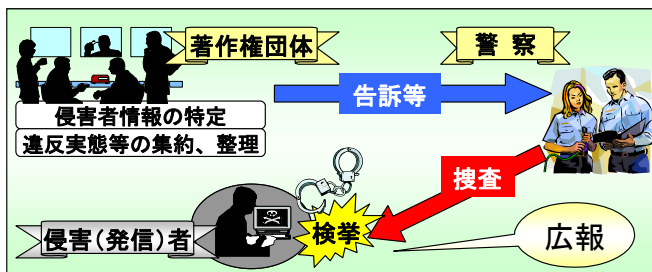 著作権団体
警察
告訴等
侵害者情報の特定
違反実態等の集約、整理
捜査
侵害(発信)者
検挙
広報